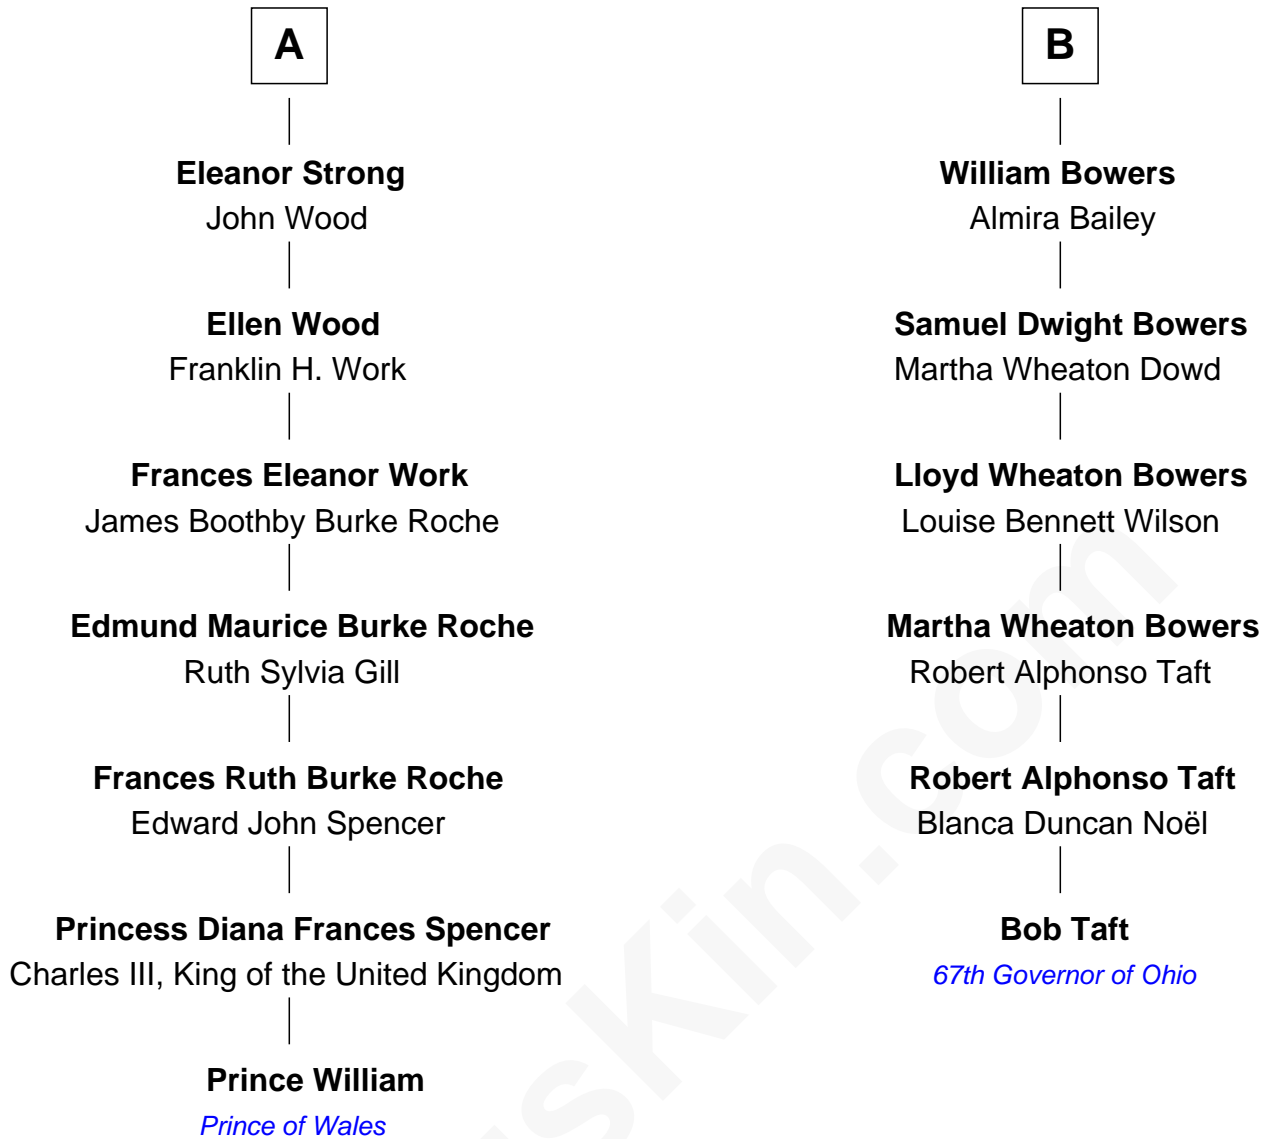 A
Eleanor Strong
John Wood
Ellen Wood
Franklin H. Work
Frances Eleanor Work
James Boothby Burke Roche
Edmund Maurice Burke Roche
Ruth Sylvia Gill
Frances Ruth Burke Roche
Edward John Spencer
Princess Diana Frances Spencer
Charles III, King of the United Kingdom
Prince William
Prince of Wales
B
William Bowers
Almira Bailey
Samuel Dwight Bowers
Martha Wheaton Dowd
Lloyd Wheaton Bowers
Louise Bennett Wilson
Martha Wheaton Bowers
Robert Alphonso Taft
Robert Alphonso Taft
Blanca Duncan Noël
Bob Taft
67th Governor of Ohio
sKin.com